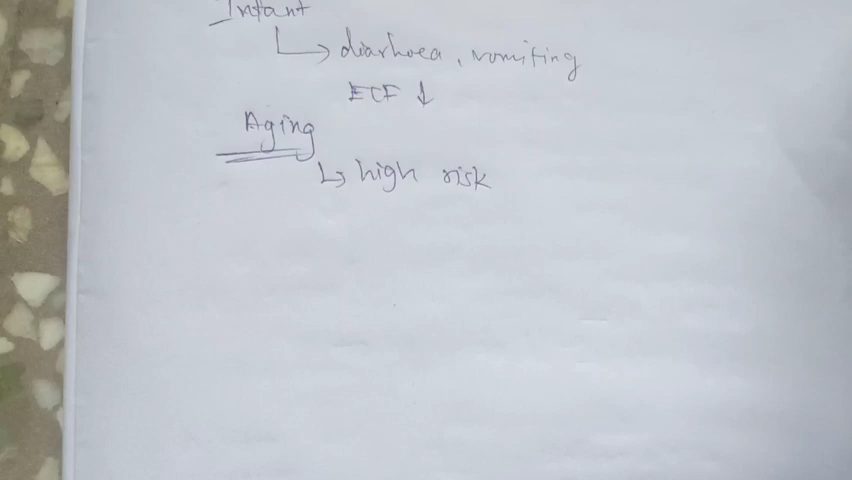 Infant
↳ diarhoea, vomiting
ECF ↓
Aging
↳ high risk